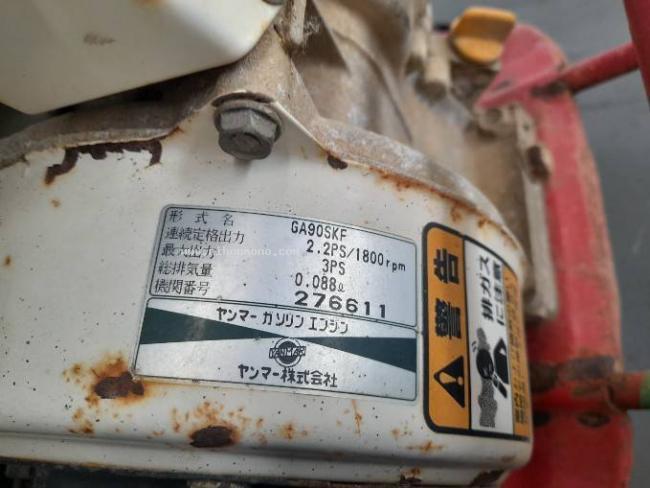 形式名 GA90SKF
連続定格出力 2.2PS/1800rpm
最大出力 3PS
総排気量 0.088ℓ
機関番号 276611
ヤンマーガソリンエンジン
YANMAR
ヤンマー株式会社
警告
排ガス
に注意